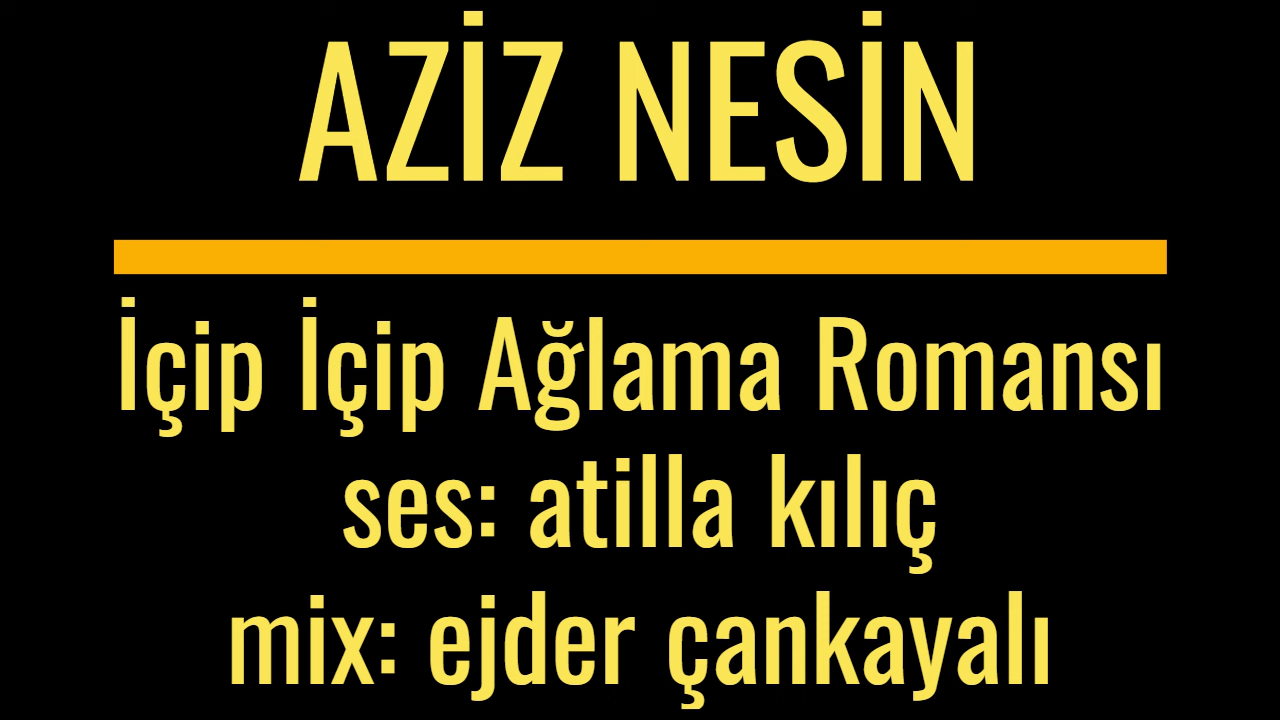 AZİZ NESİN
İçip İçip Ağlama Romansı
ses: atilla kılıç
mix: ejder çankayalı